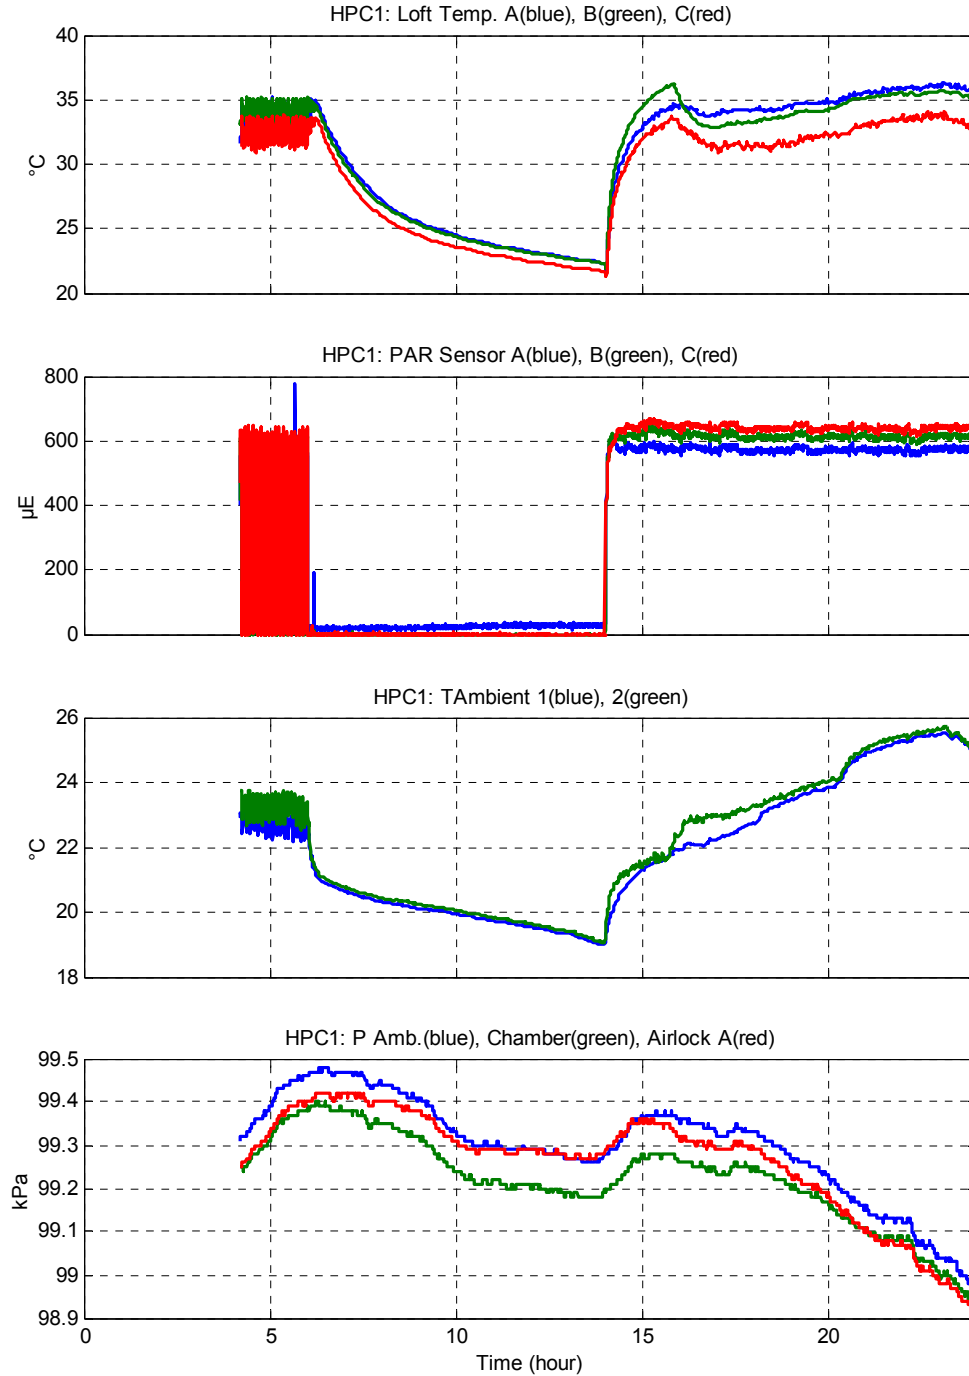 HPC1: Loft Temp. A(blue), B(green), C(red)
40
35
30
25
20
°C
HPC1: PAR Sensor A(blue), B(green), C(red)
800
600
400
200
0
µE
HPC1: TAmbient 1(blue), 2(green)
26
24
22
20
18
°C
HPC1: P Amb.(blue), Chamber(green), Airlock A(red)
99.5
99.4
99.3
99.2
99.1
99
98.9
kPa
0 5 10 15 20
Time (hour)